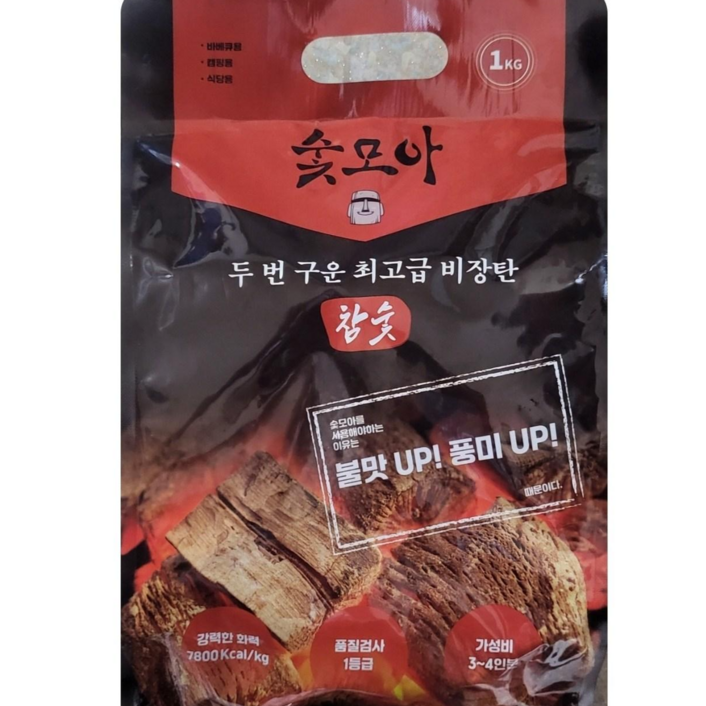 · 바베큐용
· 캠핑용
· 식당용
1KG
숯모아
두 번 구운 최고급 비장탄
참숯
숯모아를
사용해야하는
이유는
불맛 UP! 풍미 UP!
때문이다.
강력한 화력
7800 Kcal/kg
품질검사
1등급
가성비
3~4인분